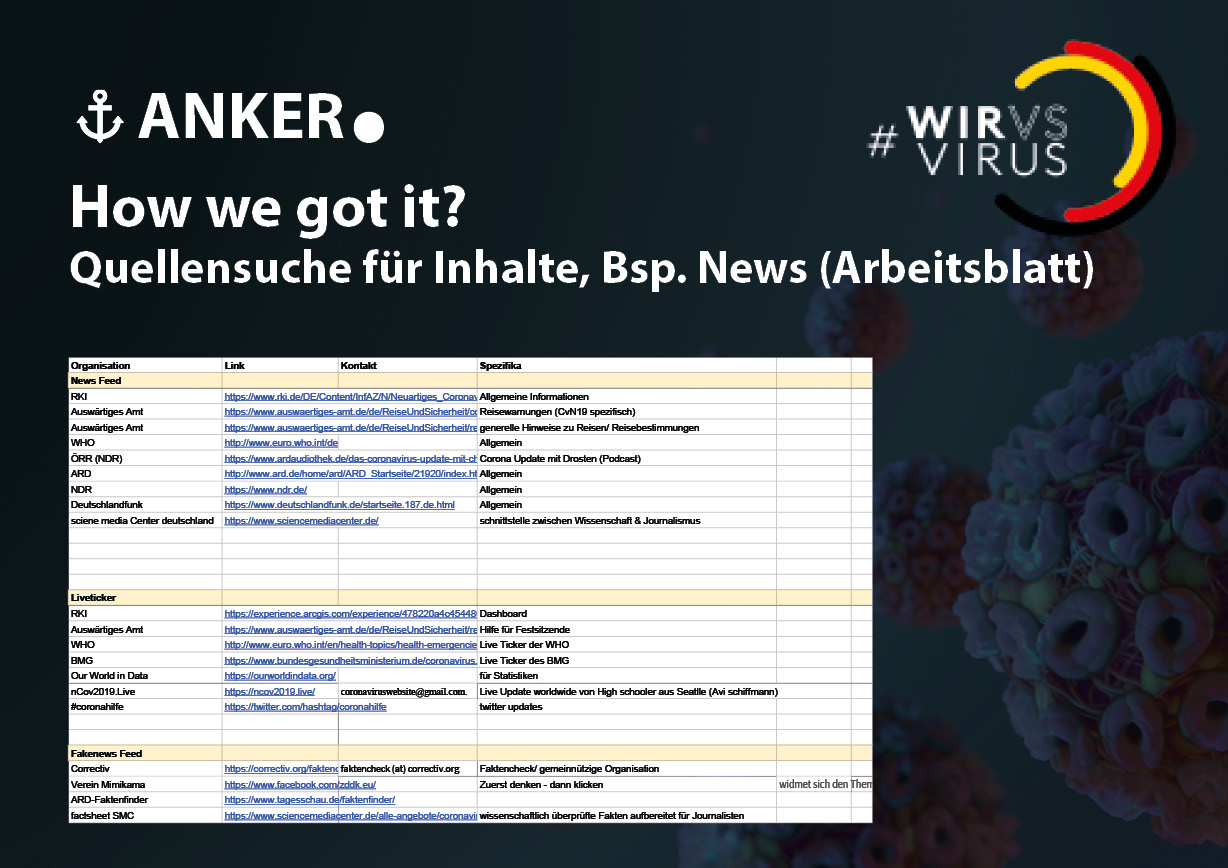 ANKER.
# WIRVS
VIRUS
How we got it?
Quellensuche für Inhalte, Bsp. News (Arbeitsblatt)
Organisation Link Kontakt Spezifika
News Feed
RKI https://www.rki.de/DE/Content/InfAZ/N/Neuartiges_Coronav Allgemeine Informationen
Auswärtiges Amt https://www.auswaertiges-amt.de/de/ReiseUndSicherheit/co Reisewarnungen (CvN19 spezifisch)
Auswärtiges Amt https://www.auswaertiges-amt.de/de/ReiseUndSicherheit/re generelle Hinweise zu Reisen/ Reisebestimmungen
WHO http://www.euro.who.int/de Allgemein
ÖRR (NDR) https://www.ardaudiothek.de/das-coronavirus-update-mit-ch Corona Update mit Drosten (Podcast)
ARD http://www.ard.de/home/ard/ARD_Startseite/21920/index.ht Allgemein
NDR https://www.ndr.de/ Allgemein
Deutschlandfunk https://www.deutschlandfunk.de/startseite.187.de.html Allgemein
sciene media Center deutschland https://www.sciencemediacenter.de/ schnittstelle zwischen Wissenschaft & Journalismus
Liveticker
RKI https://experience.arcgis.com/experience/478220a4c45448 Dashboard
Auswärtiges Amt https://www.auswaertiges-amt.de/de/ReiseUndSicherheit/re Hilfe für Festsitzende
WHO http://www.euro.who.int/en/health-topics/health-emergencie Live Ticker der WHO
BMG https://www.bundesgesundheitsministerium.de/coronavirus. Live Ticker des BMG
Our World in Data https://ourworldindata.org/ für Statistiken
nCov2019.Live https://ncov2019.live/ coronaviruswebsite@gmail.com. Live Update worldwide von High schooler aus Seatlle (Avi schiffmann)
#coronahilfe https://twitter.com/hashtag/coronahilfe twitter updates
Fakenews Feed
Correctiv https://correctiv.org/faktenc faktencheck (at) correctiv.org Faktencheck/ gemeinnützige Organisation
Verein Mimikama https://www.facebook.com/zddk.eu/ Zuerst denken - dann klicken widmet sich den Them
ARD-Faktenfinder https://www.tagesschau.de/faktenfinder/
factsheet SMC https://www.sciencemediacenter.de/alle-angebote/coronavi wissenschaftlich überprüfte Fakten aufbereitet für Journalisten